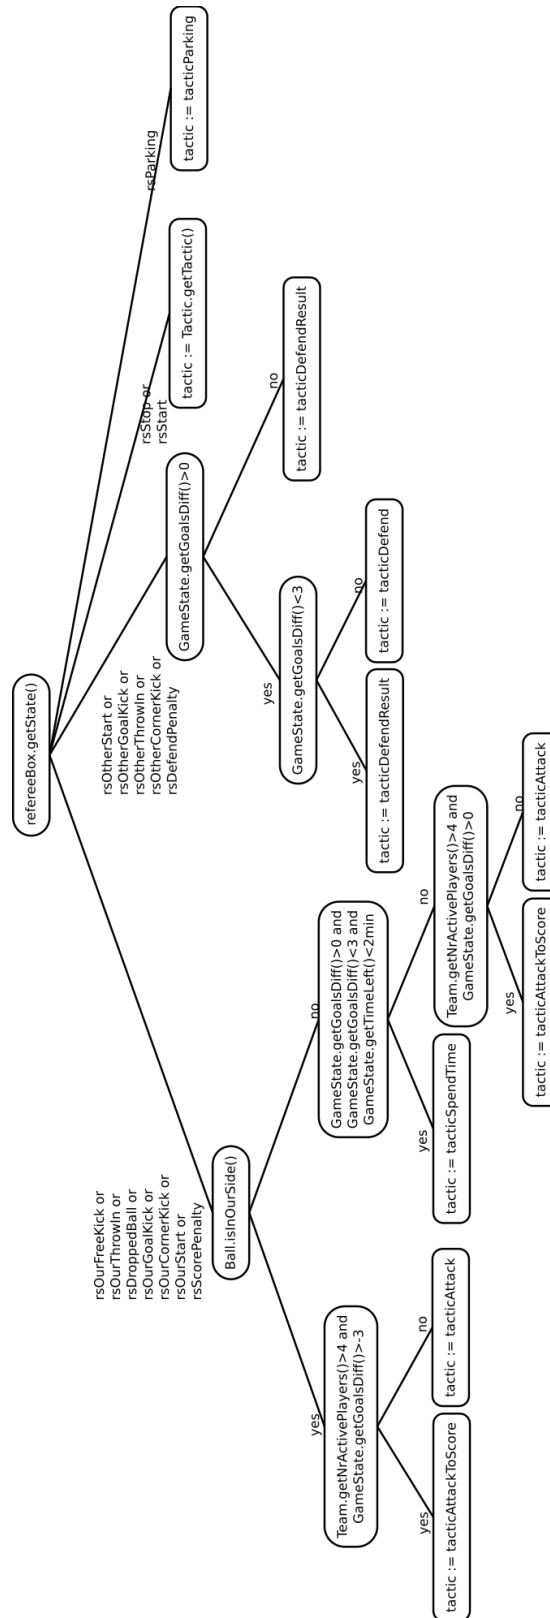 refereeBox.getState()
rsOurFreeKick or
rsOurThrowIn or
rsDroppedBall or
rsOurGoalKick or
rsOurCornerKick or
rsOurStart or
rsScorePenalty
rsOtherStart or
rsOtherGoalKick or
rsOtherThrowIn or
rsOtherCornerKick or
rsDefendPenalty
rsStop or
rsStart
rsParking
Ball.isInOurSide()
GameState.getGoalsDiff()>0
tactic := Tactic.getTactic()
tactic := tacticParking
yes
no
yes
no
Team.getNrActivePlayers()>4 and
GameState.getGoalsDiff()>-3
GameState.getGoalsDiff()>0 and
GameState.getGoalsDiff()<3 and
GameState.getTimeLeft()<2min
GameState.getGoalsDiff()<3
tactic := tacticDefendResult
yes
no
yes
no
yes
no
tactic := tacticAttackToScore
tactic := tacticAttack
tactic := tacticSpendTime
Team.getNrActivePlayers()>4 and
GameState.getGoalsDiff()>0
tactic := tacticDefendResult
tactic := tacticDefend
yes
no
tactic := tacticAttackToScore
tactic := tacticAttack